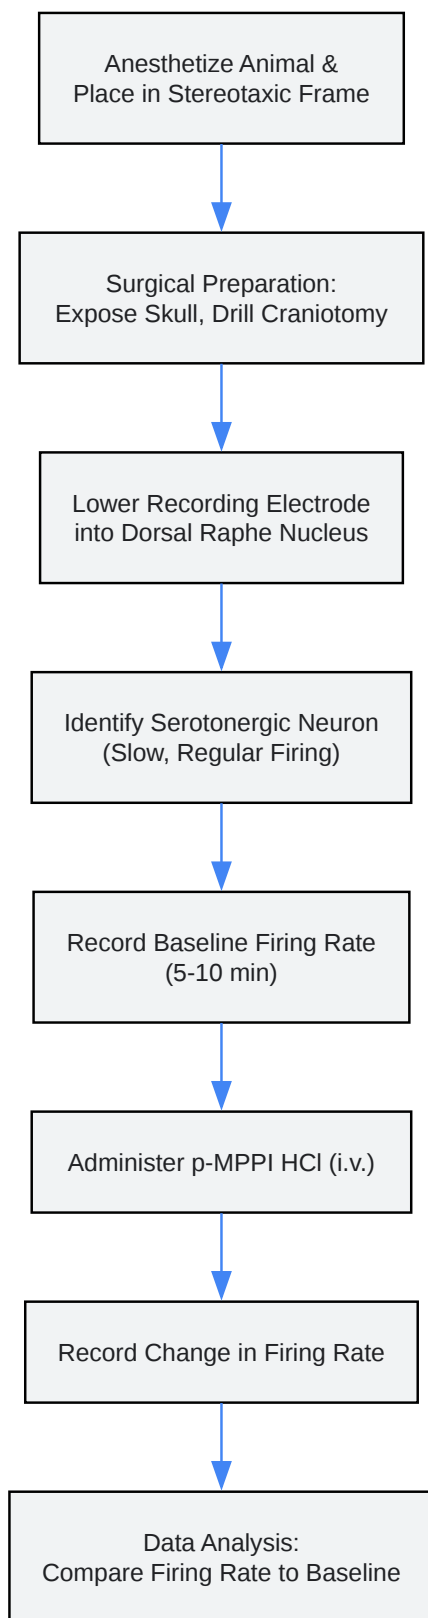 Anesthetize Animal &
Place in Stereotaxic Frame
Surgical Preparation:
Expose Skull, Drill Craniotomy
Lower Recording Electrode
into Dorsal Raphe Nucleus
Identify Serotonergic Neuron
(Slow, Regular Firing)
Record Baseline Firing Rate
(5-10 min)
Administer p-MPPI HCl (i.v.)
Record Change in Firing Rate
Data Analysis:
Compare Firing Rate to Baseline